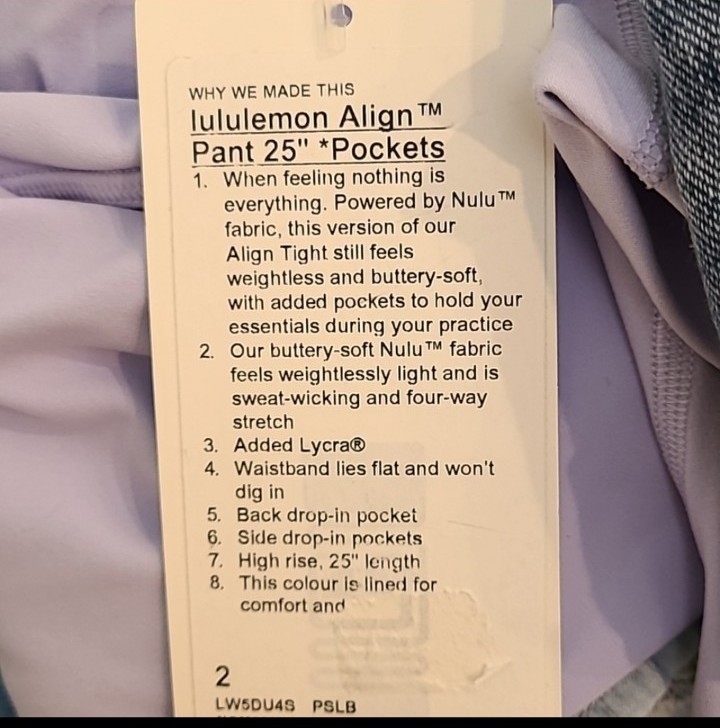 WHY WE MADE THIS
lululemon Align™
Pant 25" *Pockets
1. When feeling nothing is
everything. Powered by Nulu™
fabric, this version of our
Align Tight still feels
weightless and buttery-soft,
with added pockets to hold your
essentials during your practice
2. Our buttery-soft Nulu™ fabric
feels weightlessly light and is
sweat-wicking and four-way
stretch
3. Added Lycra®
4. Waistband lies flat and won't
dig in
5. Back drop-in pocket
6. Side drop-in pockets
7. High rise, 25" length
8. This colour is lined for
comfort and
2
LW5DU4S PSLB